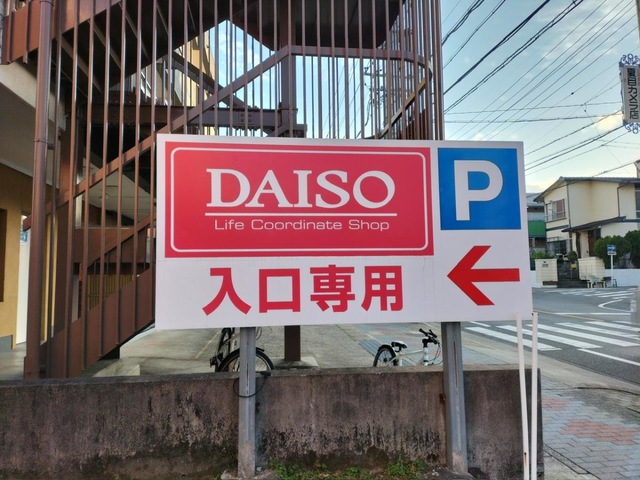 DAISO
Life Coordinate Shop
P
入口専用